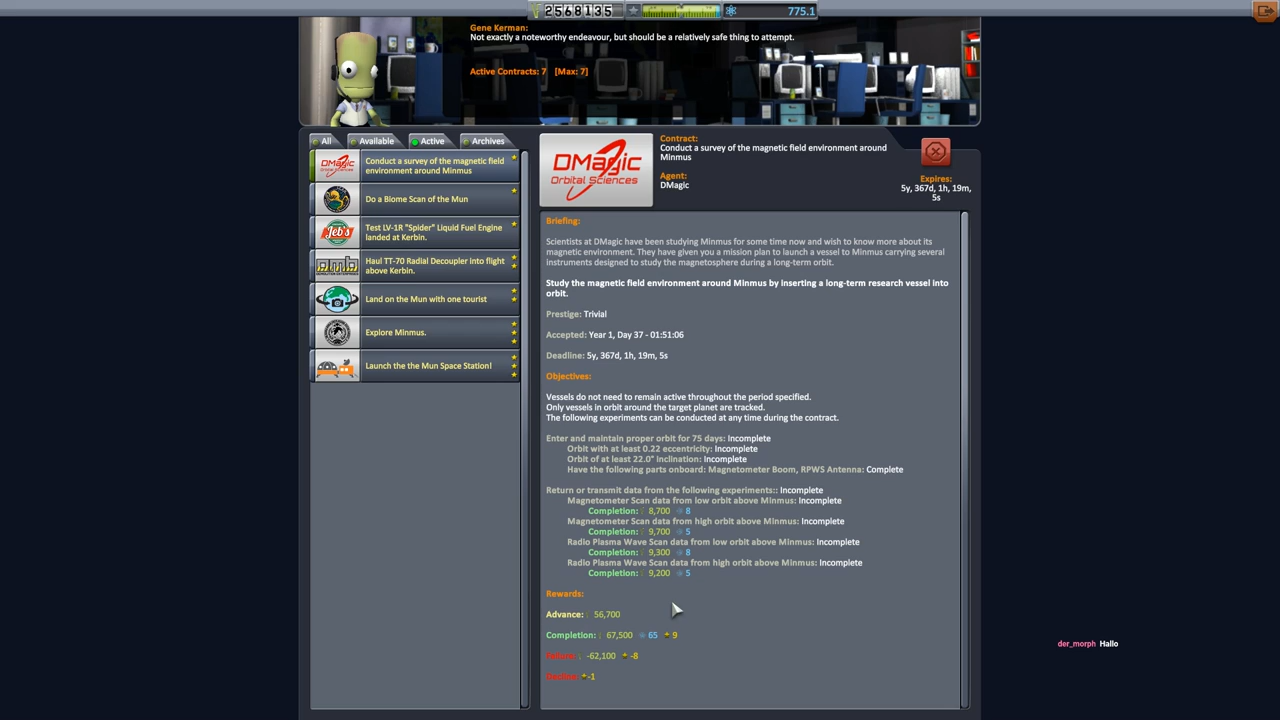 2568135
775.1
Gene Kerman:
Not exactly a noteworthy endeavour, but should be a relatively safe thing to attempt.
Active Contracts: 7 [Max: 7]
All
Available
Active
Archives
DMagic
Conduct a survey of the magnetic field
environment around Minmus
Do a Biome Scan of the Mun
Jeb's
Test LV-1R "Spider" Liquid Fuel Engine
landed at Kerbin.
Haul TT-70 Radial Decoupler into flight
above Kerbin.
Land on the Mun with one tourist
Explore Minmus.
Launch the the Mun Space Station!
DMagic
Orbital Sciences
Contract:
Conduct a survey of the magnetic field environment around
Minmus
Agent:
DMagic
Expires:
5y, 367d, 1h, 19m,
5s
Briefing:
Scientists at DMagic have been studying Minmus for some time now and wish to know more about its
magnetic environment. They have given you a mission plan to launch a vessel to Minmus carrying several
instruments designed to study the magnetosphere during a long-term orbit.
Study the magnetic field environment around Minmus by inserting a long-term research vessel into
orbit.
Prestige: Trivial
Accepted: Year 1, Day 37 - 01:51:06
Deadline: 5y, 367d, 1h, 19m, 5s
Objectives:
Vessels do not need to remain active throughout the period specified.
Only vessels in orbit around the target planet are tracked.
The following experiments can be conducted at any time during the contract.
Enter and maintain proper orbit for 75 days: Incomplete
Orbit with at least 0.22 eccentricity: Incomplete
Orbit of at least 22.0° inclination: Incomplete
Have the following parts onboard: Magnetometer Boom, RPWS Antenna: Complete
Return or transmit data from the following experiments:: Incomplete
Magnetometer Scan data from low orbit above Minmus: Incomplete
Completion: 8,700 8
Magnetometer Scan data from high orbit above Minmus: Incomplete
Completion: 9,700 5
Radio Plasma Wave Scan data from low orbit above Minmus: Incomplete
Completion: 9,300 8
Radio Plasma Wave Scan data from high orbit above Minmus: Incomplete
Completion: 9,200 5
Rewards:
Advance: 56,700
Completion: 67,500 65 9
Failure: -62,100 -8
Decline: -1
der_morph Hallo